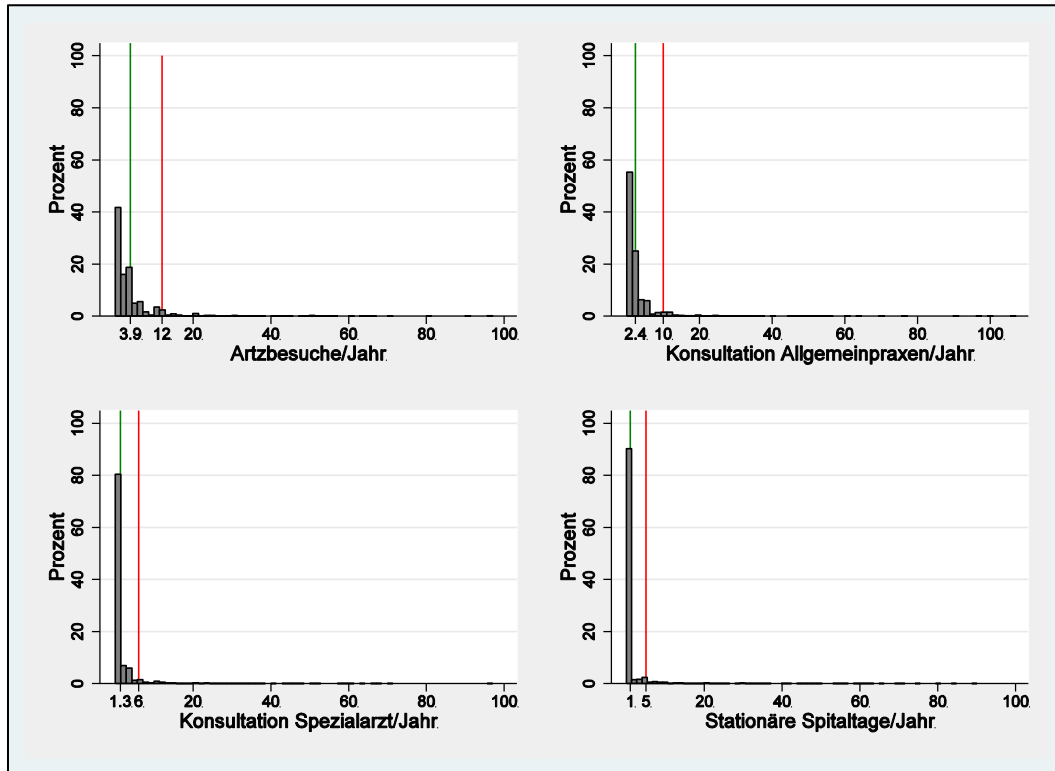 100
80
60
40
20
0
Prozent
3.9. 12. 20. 40. 60. 80. 100.
Artzbesuche/Jahr.
100
80
60
40
20
0
Prozent
2.4. 10. 20. 40. 60. 80. 100.
Konsultation Allgemeinpraxen/Jahr.
100
80
60
40
20
0
Prozent
1.3.6. 20. 40. 60. 80. 100.
Konsultation Spezialarzt/Jahr.
100
80
60
40
20
0
Prozent
1. 5. 20. 40. 60. 80. 100.
Stationäre Spitaltage/Jahr.